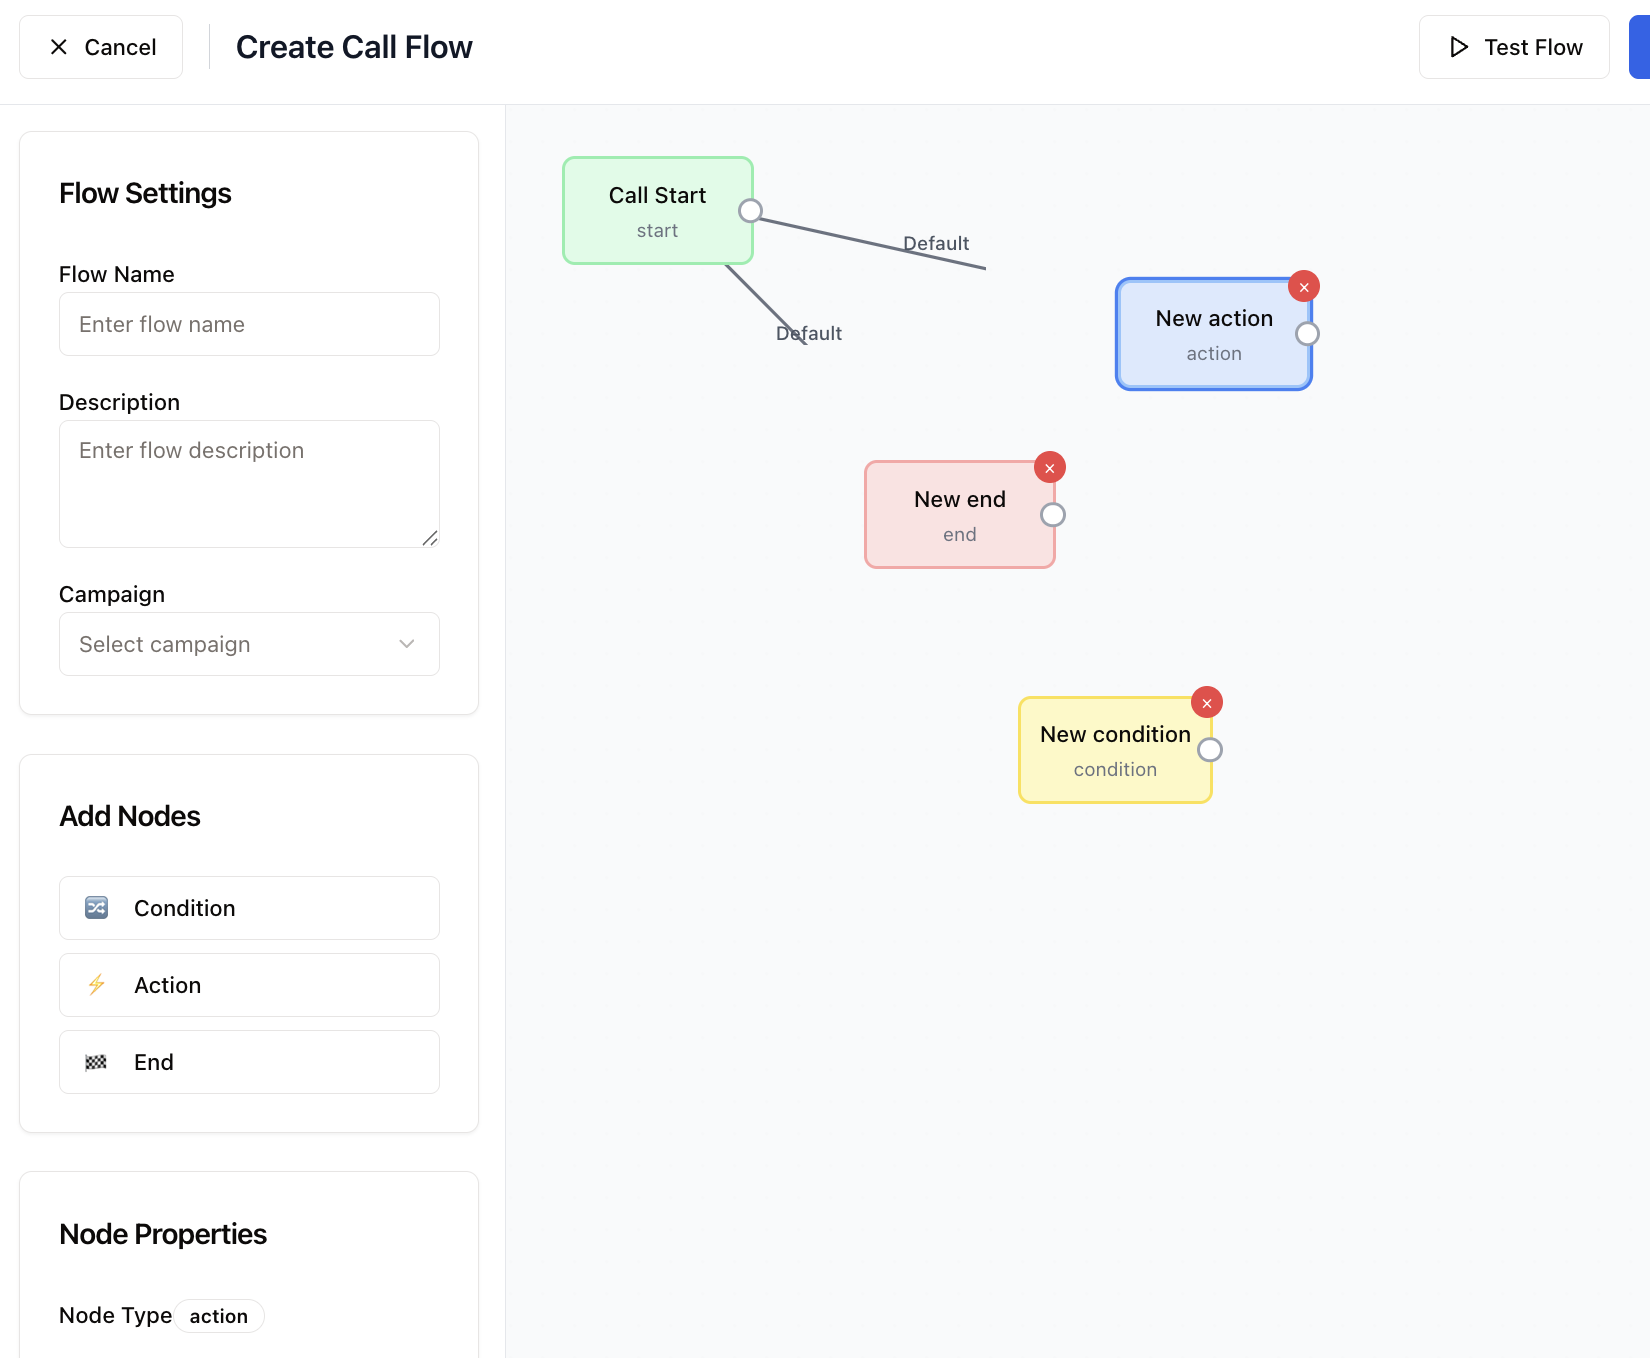 Cancel
Create Call Flow
Test Flow
Flow Settings
Flow Name
Enter flow name
Description
Enter flow description
Campaign
Select campaign
Add Nodes
Condition
Action
End
Node Properties
Node Type action
Call Start
start
Default
Default
New action
action
New end
end
New condition
condition